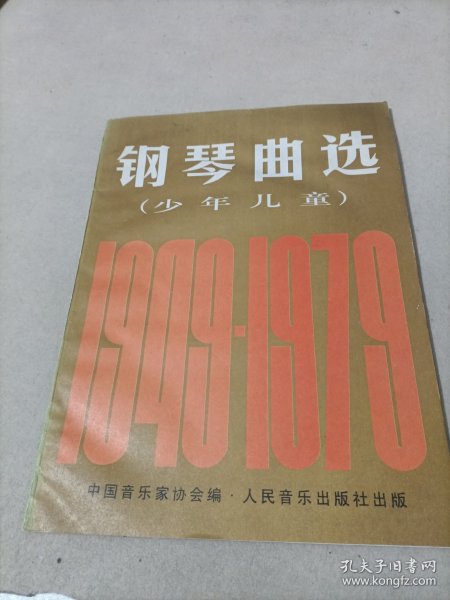 钢琴曲选
(少年儿童)
1949·1979
中国音乐家协会编·人民音乐出版社出版
孔夫子旧书网
www.kongfz.com